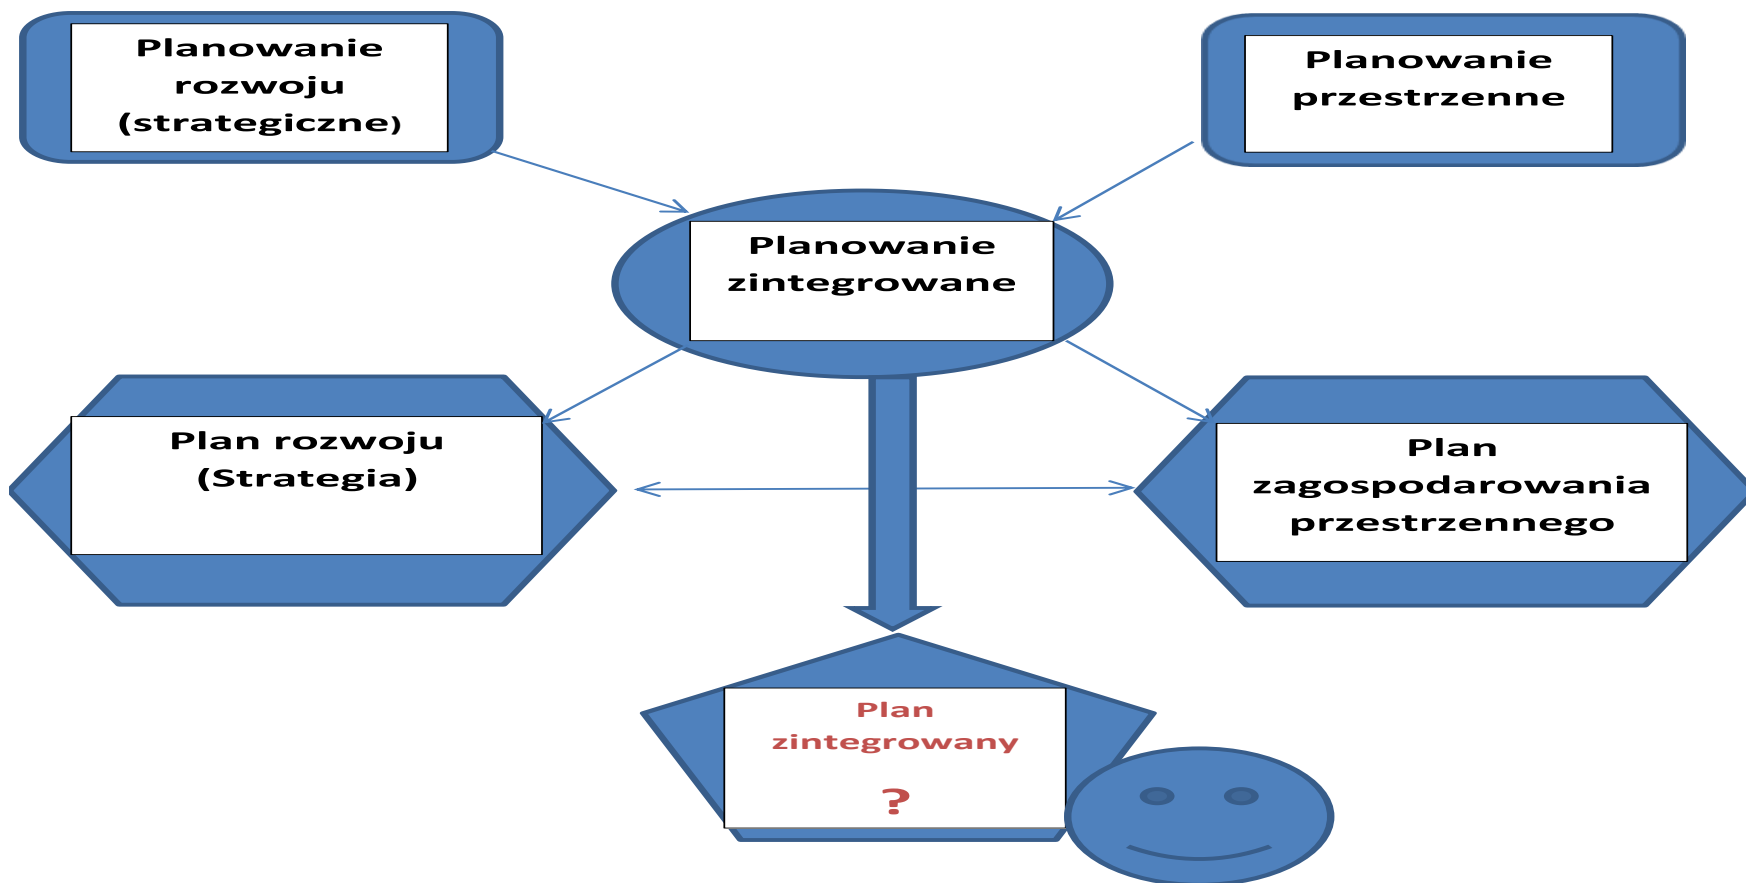 Planowanie
rozwoju
(strategiczne)
Planowanie
przestrzenne
Planowanie
zintegrowane
Plan rozwoju
(Strategia)
Plan
zagospodarowania
przestrzennego
Plan
zintegrowany
?